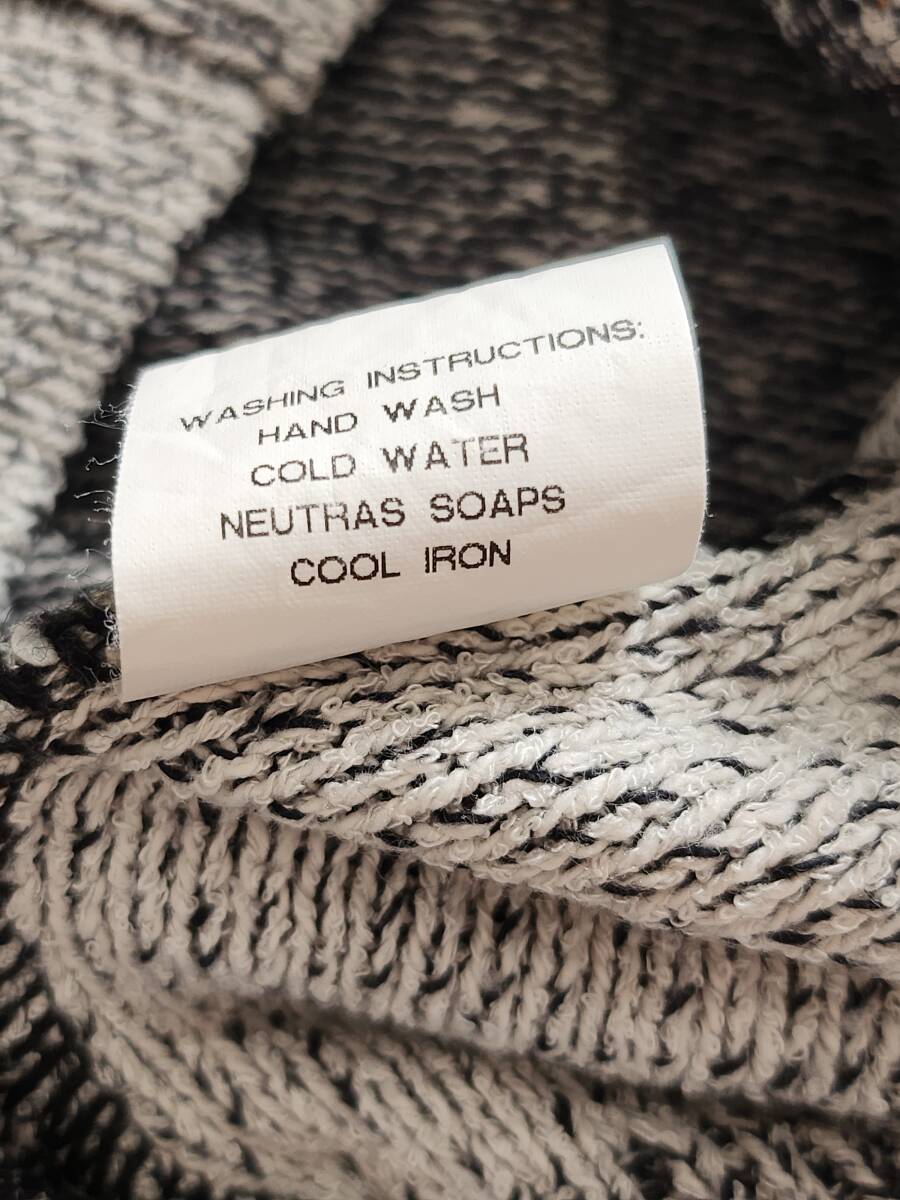 WASHING INSTRUCTIONS:
HAND WASH
COLD WATER
NEUTRAS SOAPS
COOL IRON